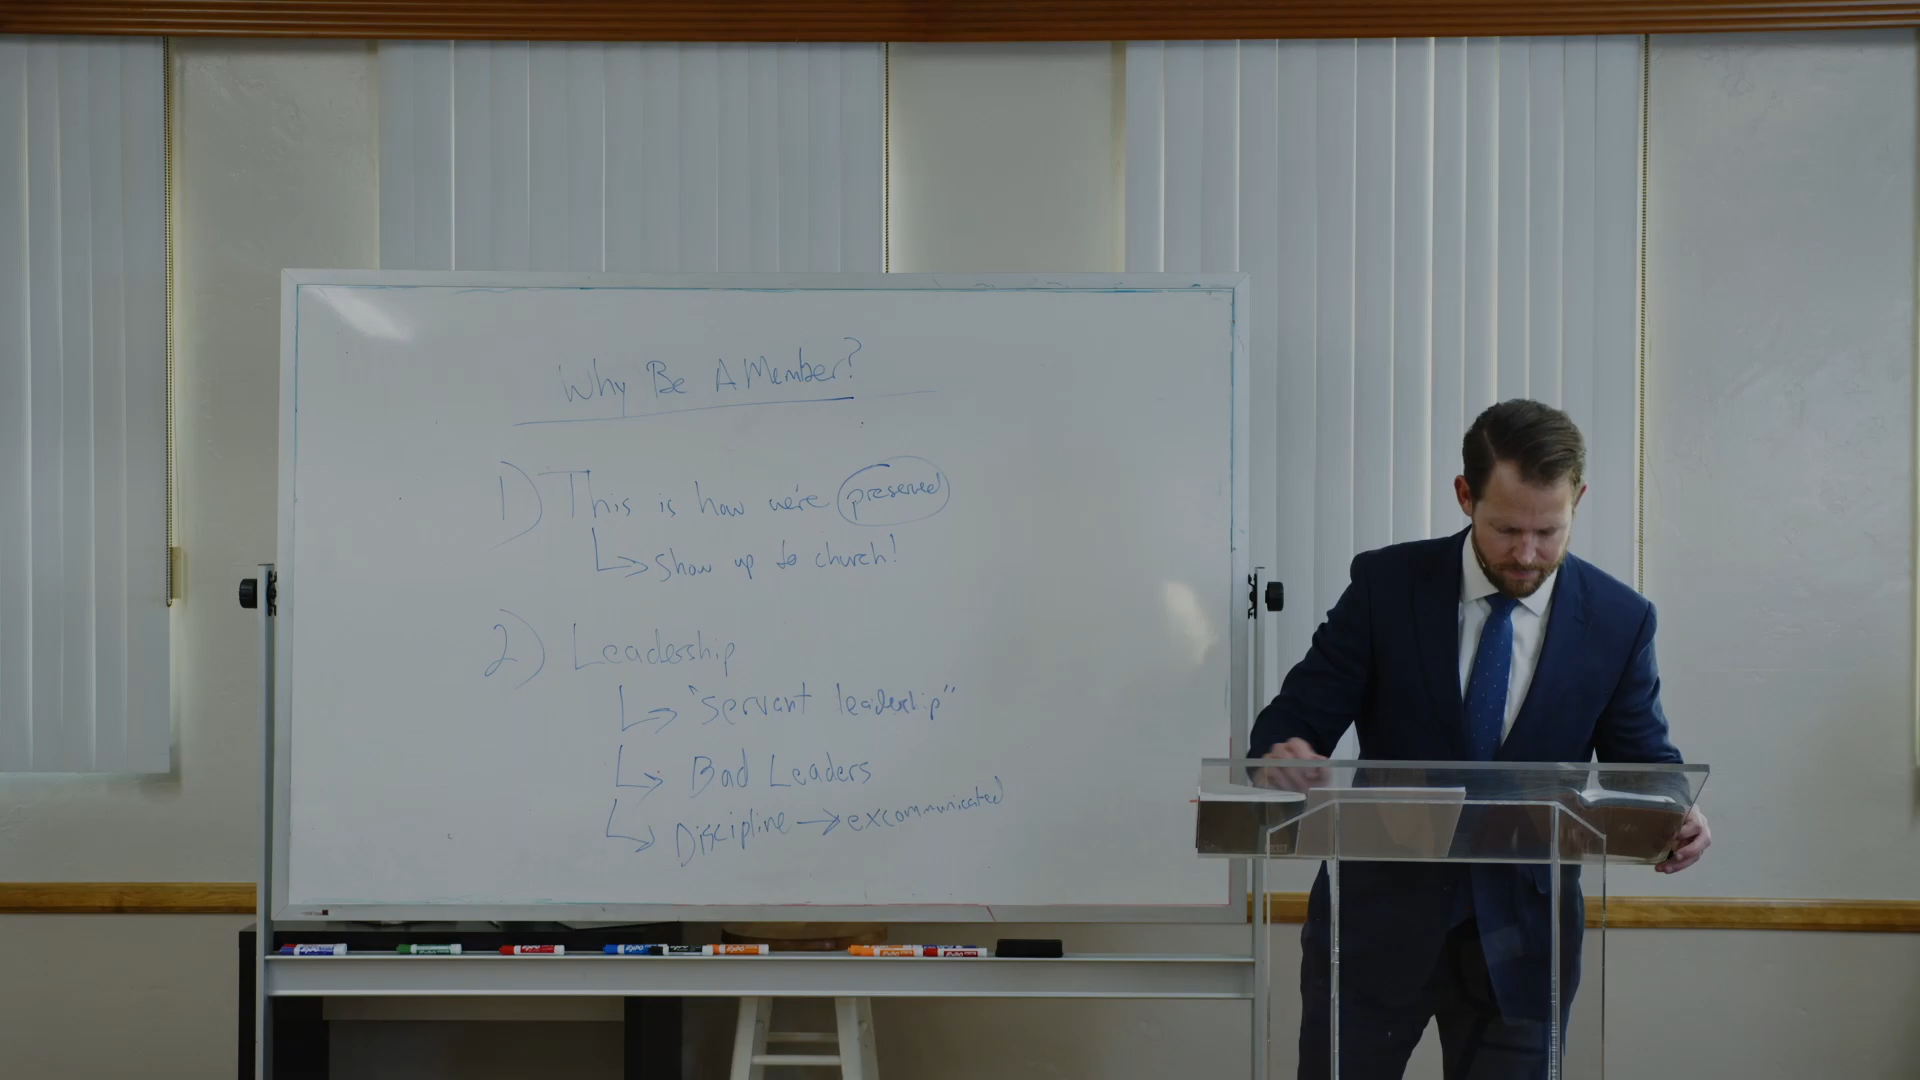 Why Be A Member?
1) This is how we're preserved
↳ show up to church!
2) Leadership
↳ "servant leadership"
↳ Bad Leaders
↳ Discipline → excommunicated